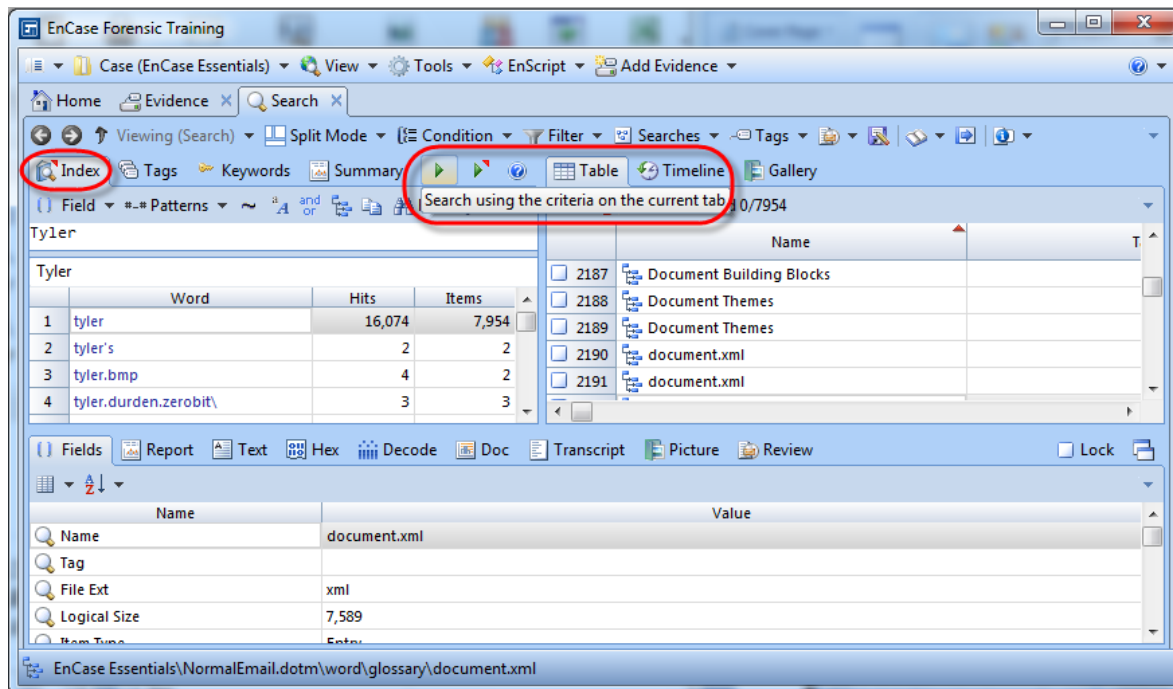 EnCase Forensic Training
Case (EnCase Essentials) View Tools EnScript Add Evidence
Home Evidence Search
Viewing (Search) Split Mode Condition Filter Searches Tags
Index Tags Keywords Summary Table Timeline Gallery
Field Patterns and or 0/7954
Search using the criteria on the current tab
Tyler
Name
Tyler
Word Hits Items
1 tyler 16,074 7,954
2 tyler's 2 2
3 tyler.bmp 4 2
4 tyler.durden.zerobit\ 3 3
2187 Document Building Blocks
2188 Document Themes
2189 Document Themes
2190 document.xml
2191 document.xml
Fields Report Text Hex Decode Doc Transcript Picture Review Lock
Name Value
Name document.xml
Tag
File Ext xml
Logical Size 7,589
Item Type Entry
EnCase Essentials\NormalEmail.dotm\word\glossary\document.xml